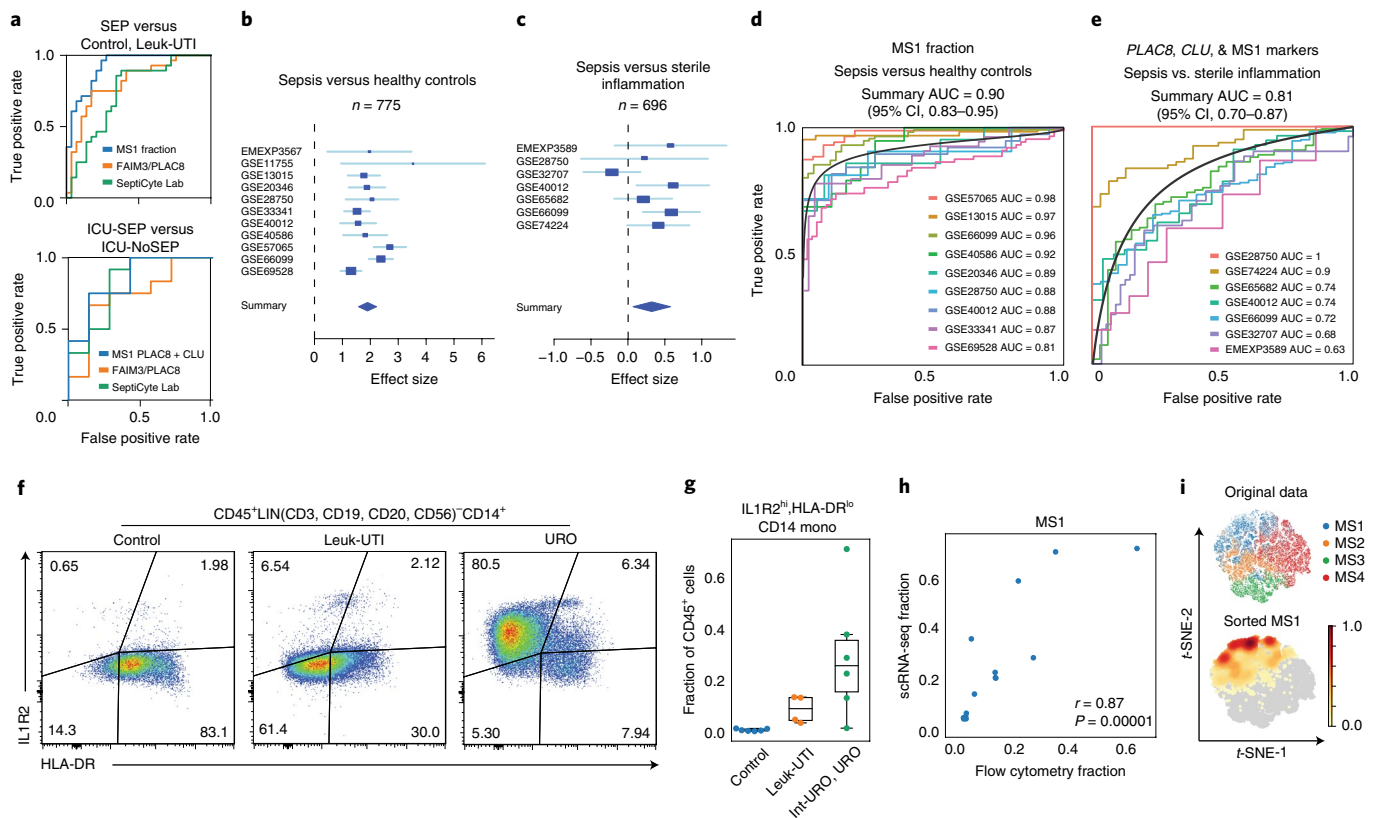 a
SEP versus
Control, Leuk-UTI
True positive rate
1.0
0.5
0.0
MS1 fraction
FAIM3/PLAC8
SeptiCyte Lab
ICU-SEP versus
ICU-NoSEP
True positive rate
1.0
0.5
0.0
MS1 PLAC8 + CLU
FAIM3/PLAC8
SeptiCyte Lab
0.5
1.0
False positive rate
b
Sepsis versus healthy controls
n = 775
EMEXP3567
GSE11755
GSE13015
GSE20346
GSE28750
GSE33341
GSE40012
GSE40586
GSE57065
GSE66099
GSE69528
Summary
0 1 2 3 4 5 6
Effect size
c
Sepsis versus sterile
inflammation
n = 696
EMEXP3589
GSE28750
GSE32707
GSE40012
GSE65682
GSE66099
GSE74224
Summary
−1.0 −0.5 0.0 0.5 1.0
Effect size
d
MS1 fraction
Sepsis versus healthy controls
Summary AUC = 0.90
(95% CI, 0.83–0.95)
True positive rate
1.0
0.5
GSE57065 AUC = 0.98
GSE13015 AUC = 0.97
GSE66099 AUC = 0.96
GSE40586 AUC = 0.92
GSE20346 AUC = 0.89
GSE28750 AUC = 0.88
GSE40012 AUC = 0.88
GSE33341 AUC = 0.87
GSE69528 AUC = 0.81
0.0 0.5 1.0
False positive rate
e
PLAC8, CLU, & MS1 markers
Sepsis vs. sterile inflammation
Summary AUC = 0.81
(95% CI, 0.70–0.87)
GSE28750 AUC = 1
GSE74224 AUC = 0.9
GSE65682 AUC = 0.74
GSE40012 AUC = 0.74
GSE66099 AUC = 0.72
GSE32707 AUC = 0.68
EMEXP3589 AUC = 0.63
0 0.5 1.0
False positive rate
f
CD45⁺LIN(CD3, CD19, CD20, CD56)⁻CD14⁺
Control
Leuk-UTI
URO
0.65 1.98
14.3 83.1
6.54 2.12
61.4 30.0
80.5 6.34
5.30 7.94
IL1R2
HLA-DR
g
IL1R2ʰⁱ,HLA-DRˡᵒ
CD14 mono
Fraction of CD45⁺ cells
0.6
0.4
0.2
0.0
Control
Leuk-UTI
Int-URO, URO
h
MS1
scRNA-seq fraction
0.6
0.4
0.2
0.0
r = 0.87
P = 0.00001
0.0 0.2 0.4 0.6
Flow cytometry fraction
i
Original data
MS1
MS2
MS3
MS4
Sorted MS1
1.0
0.0
t-SNE-2
t-SNE-1